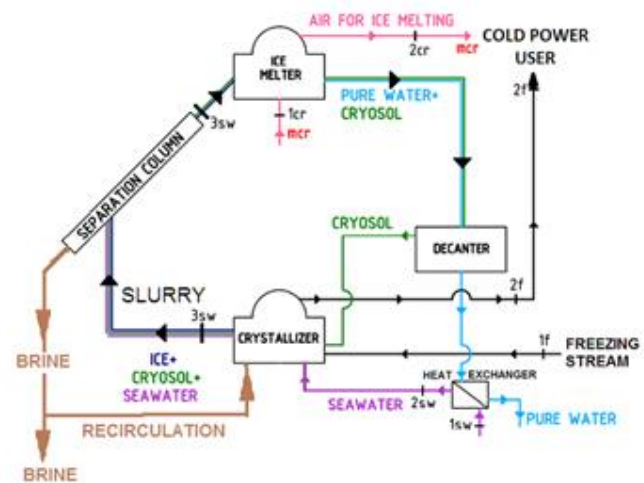 AIR FOR ICE MELTING
2cr
mcr
COLD POWER
USER
ICE
MELTER
2f
PURE WATER+
CRYOSOL
1cr
mcr
3sw
SEPARATION COLUMN
CRYOSOL
DECANTER
SLURRY
3sw
2f
CRYSTALLIZER
1f
FREEZING
STREAM
BRINE
ICE+
CRYOSOL+
SEAWATER
HEAT EXCHANGER
SEAWATER
2sw
RECIRCULATION
1sw
PURE WATER
BRINE